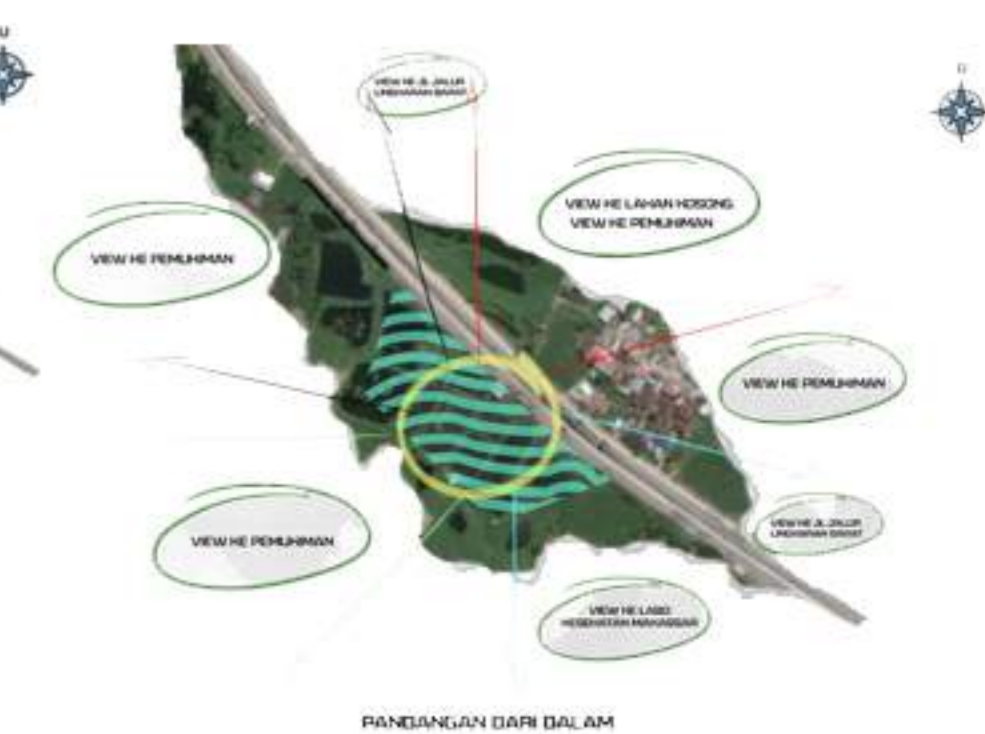 U
U
VIEW KE JL JALUR
LINGKARAN BARAT
VIEW KE LAHAN KOSONG
VIEW KE PEMUKIMAN
VIEW KE PEMUKIMAN
VIEW KE PEMUKIMAN
VIEW KE PEMUKIMAN
VIEW KE JL JALUR
LINGKARAN BARAT
VIEW KE LABO
KESEHATAN MAKASSAR
PANDANGAN DARI DALAM